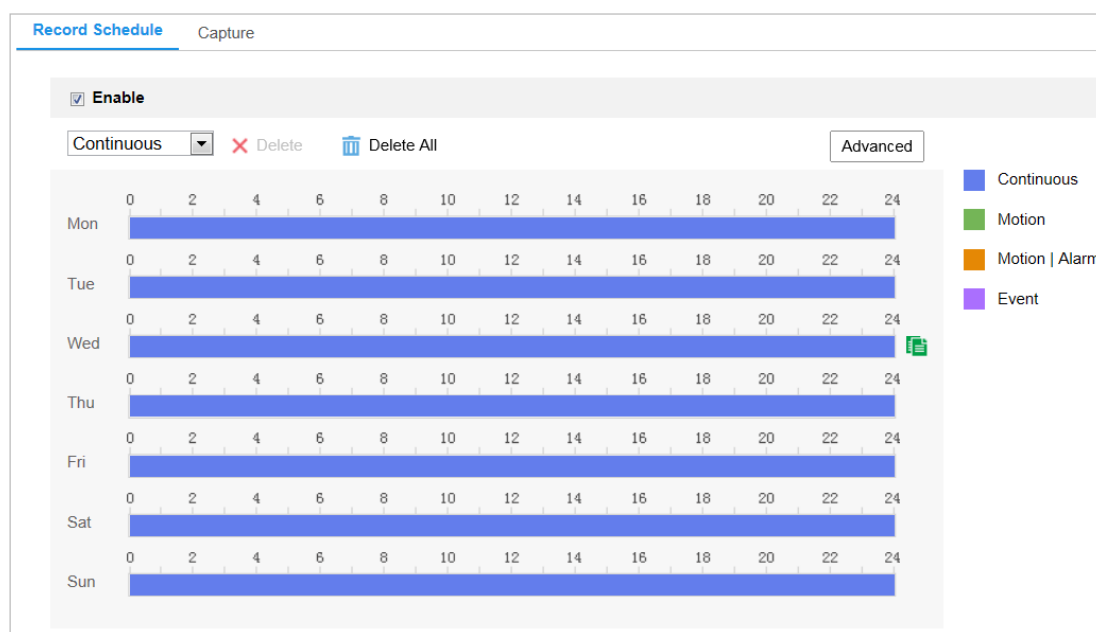 Record Schedule Capture
Enable
Continuous Delete Delete All Advanced
0 2 4 6 8 10 12 14 16 18 20 22 24
Mon
0 2 4 6 8 10 12 14 16 18 20 22 24
Tue
0 2 4 6 8 10 12 14 16 18 20 22 24
Wed
0 2 4 6 8 10 12 14 16 18 20 22 24
Thu
0 2 4 6 8 10 12 14 16 18 20 22 24
Fri
0 2 4 6 8 10 12 14 16 18 20 22 24
Sat
0 2 4 6 8 10 12 14 16 18 20 22 24
Sun
Continuous
Motion
Motion | Alarm
Event